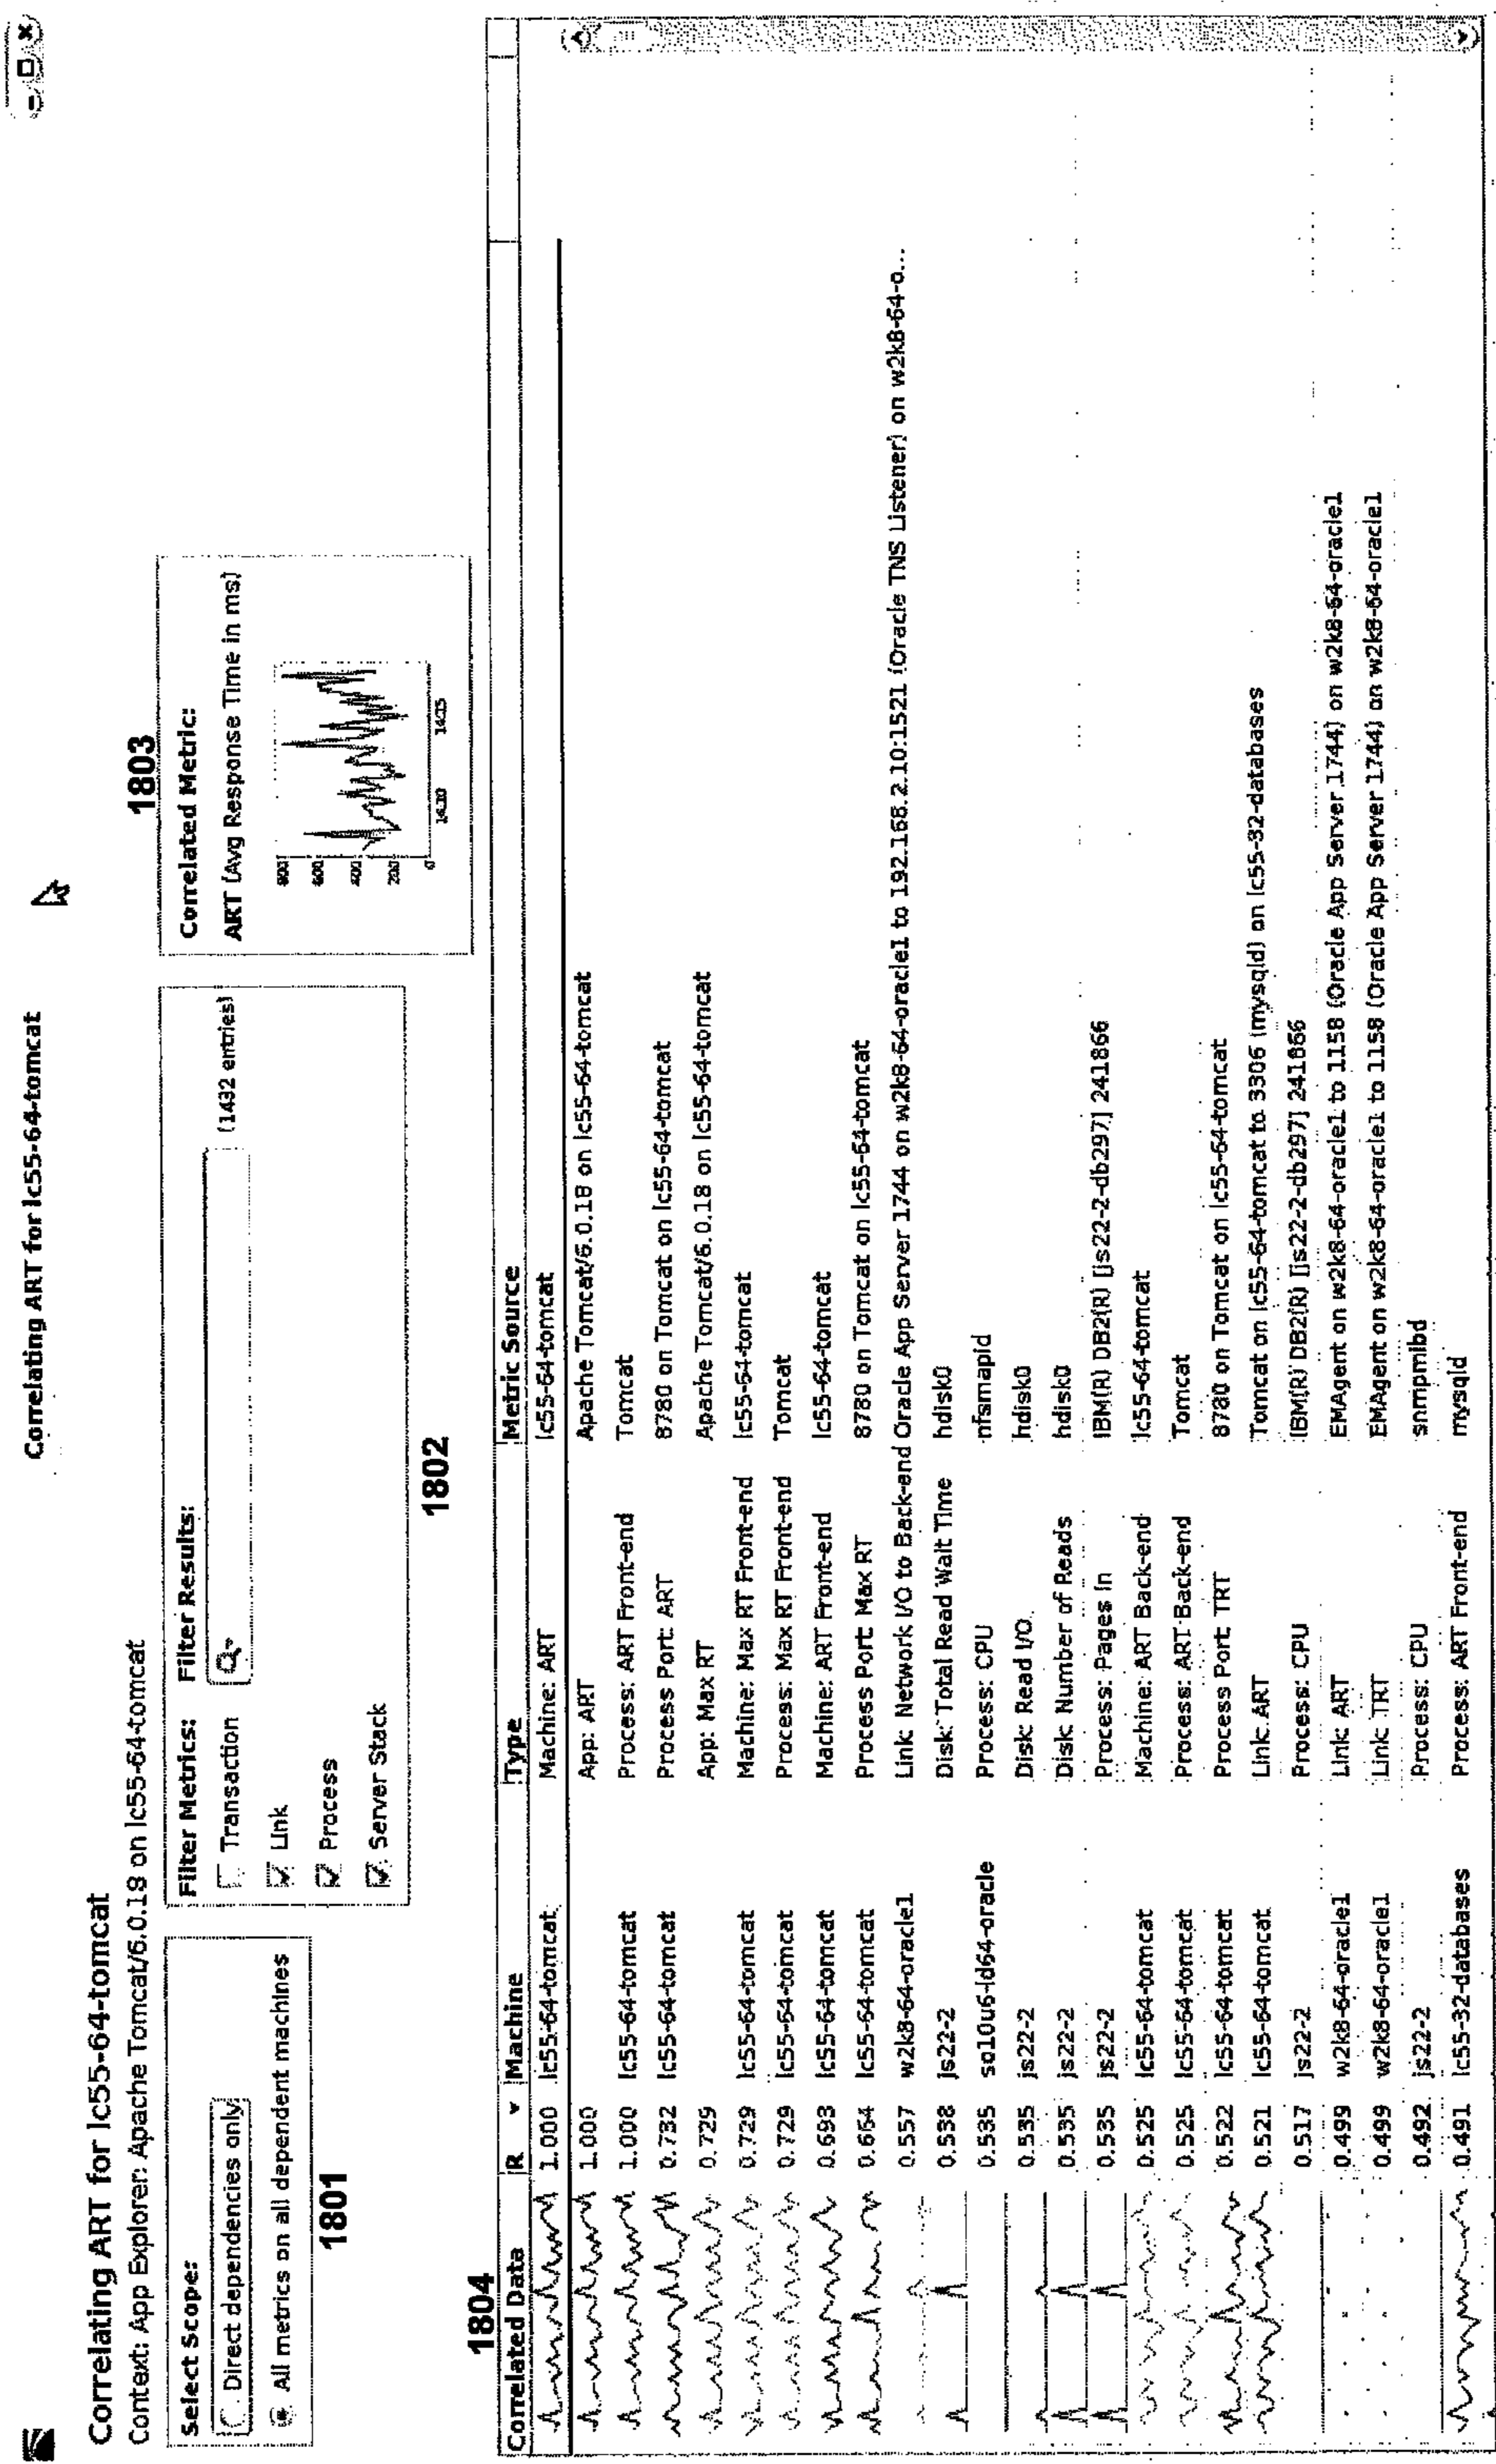 Correlating ART for lc55-64-tomcat
Correlating ART for lc55-64-tomcat
Context: App Explorer: Apache Tomcat/6.0.18 on lc55-64-tomcat
Select Scope:
Direct dependencies only
All metrics on all dependent machines
1801
Filter Metrics: Filter Results:
Transaction
(1432 entries)
Link
Process
Server Stack
1802
1803
Correlated Metric:
ART (Avg Response Time in ms)
800
600
400
200
0
14:10 14:15
1804
Correlated Data R Machine Type Metric Source
1.000 lc55-64-tomcat Machine: ART lc55-64-tomcat
1.000 App: ART Apache Tomcat/6.0.18 on lc55-64-tomcat
1.000 lc55-64-tomcat Process: ART Front-end Tomcat
0.732 lc55-64-tomcat Process Port: ART 8780 on Tomcat on lc55-64-tomcat
0.729 App: Max RT Apache Tomcat/6.0.18 on lc55-64-tomcat
0.729 lc55-64-tomcat Machine: Max RT Front-end lc55-64-tomcat
0.729 lc55-64-tomcat Process: Max RT Front-end Tomcat
0.693 lc55-64-tomcat Machine: ART Front-end lc55-64-tomcat
0.664 lc55-64-tomcat Process Port: Max RT 8780 on Tomcat on lc55-64-tomcat
0.557 w2k8-64-oracle1 Link: Network I/O to Back-end Oracle App Server 1744 on w2k8-64-oracle1 to 192.168.2.10:1521 (Oracle TNS Listener) on w2k8-64-o...
0.538 js22-2 Disk: Total Read Wait Time hdisk0
0.535 sol10u6-ld64-oracle Process: CPU nfsmapid
0.535 js22-2 Disk: Read I/O hdisk0
0.535 js22-2 Disk: Number of Reads hdisk0
0.535 js22-2 Process: Pages In IBM(R) DB2(R) [js22-2-db297] 241866
0.525 lc55-64-tomcat Machine: ART Back-end lc55-64-tomcat
0.525 lc55-64-tomcat Process: ART Back-end Tomcat
0.522 lc55-64-tomcat Process Port: TRT 8780 on Tomcat on lc55-64-tomcat
0.521 lc55-64-tomcat Link: ART Tomcat on lc55-64-tomcat to 3306 (mysqld) on lc55-32-databases
0.517 js22-2 Process: CPU IBM(R) DB2(R) [js22-2-db297] 241866
0.499 w2k8-64-oracle1 Link: ART EMAgent on w2k8-64-oracle1 to 1158 (Oracle App Server 1744) on w2k8-64-oracle1
0.499 w2k8-64-oracle1 Link: TRT EMAgent on w2k8-64-oracle1 to 1158 (Oracle App Server 1744) on w2k8-64-oracle1
0.492 js22-2 Process: CPU snmpmibd
0.491 lc55-32-databases Process: ART Front-end mysqld